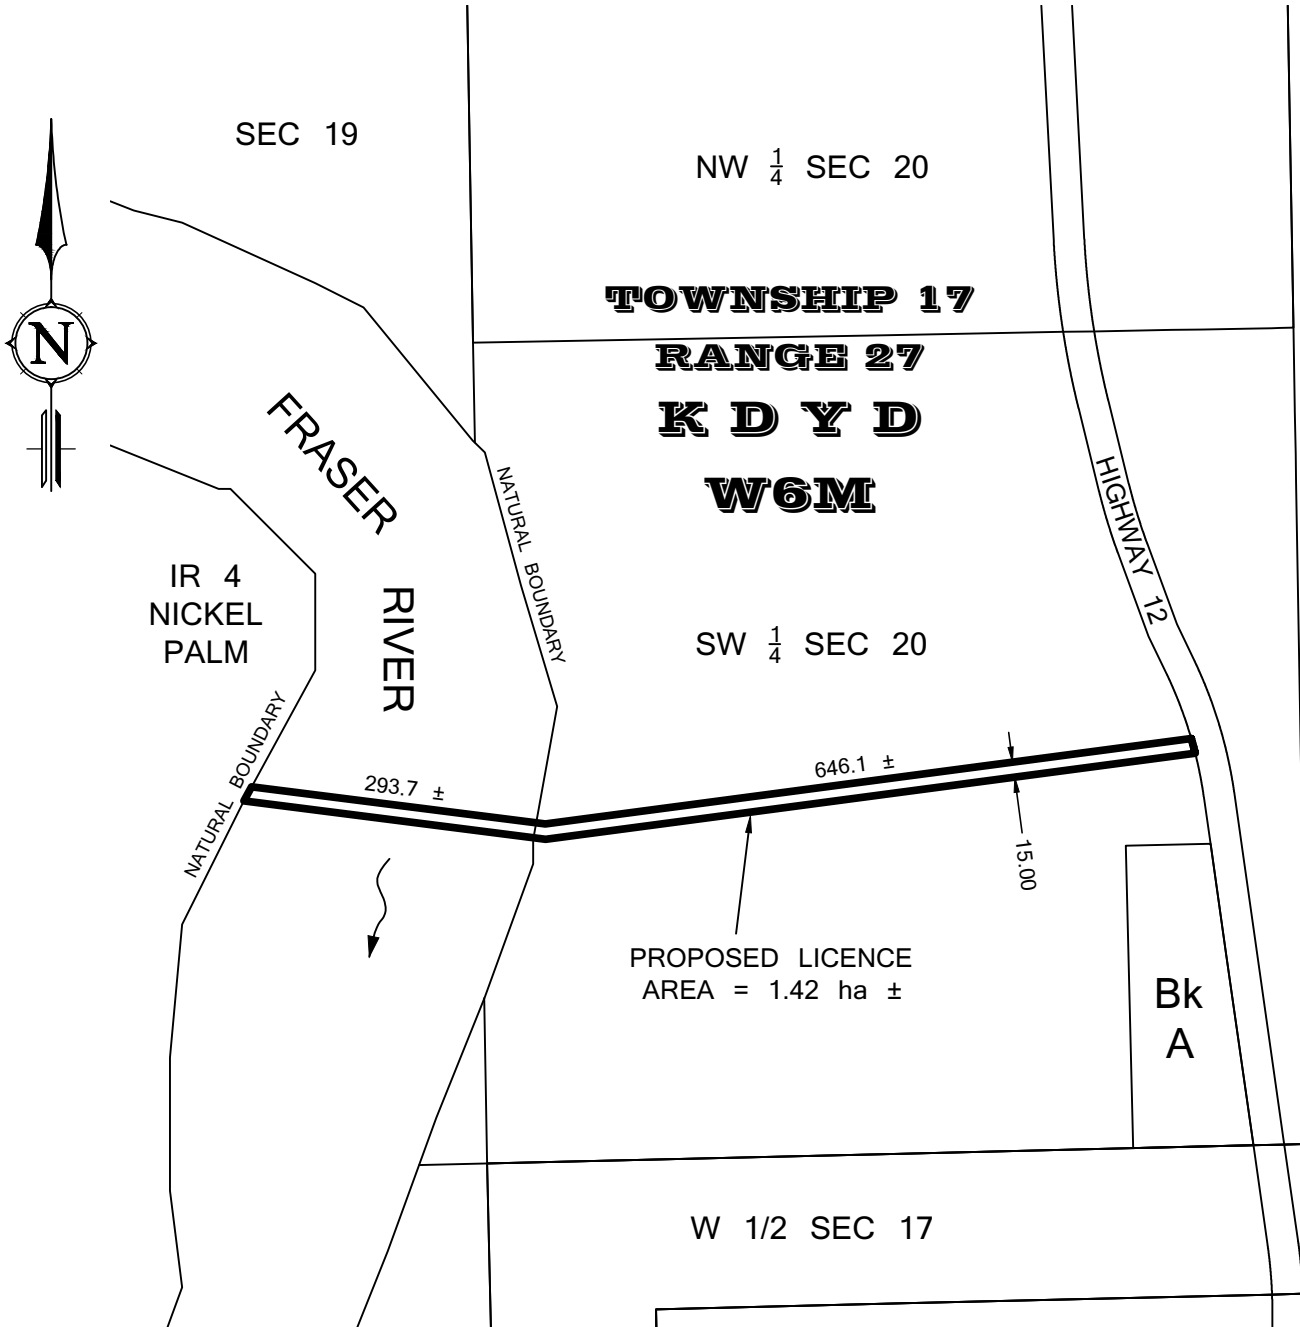 SEC 19
NW 1/4 SEC 20
TOWNSHIP 17
N
RANGE 27
K D Y D
W6M
FRASER
RIVER
NATURAL BOUNDARY
HIGHWAY 12
IR 4
NICKEL
PALM
SW 1/4 SEC 20
NATURAL BOUNDARY
293.7 ±
646.1 ±
15.00
PROPOSED LICENCE
AREA = 1.42 ha ±
Bk
A
W 1/2 SEC 17